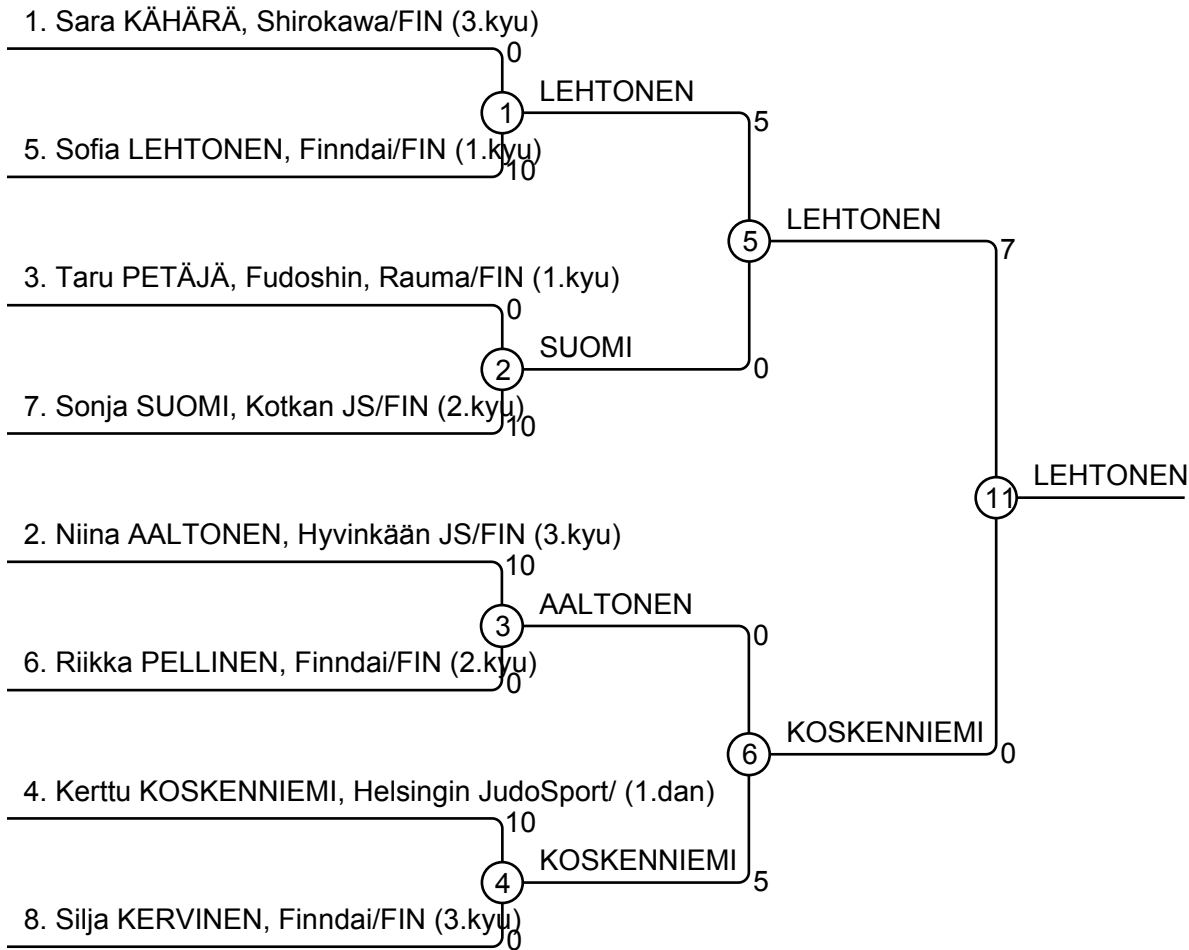 1. Sara KÄHÄRÄ, Shirokawa/FIN (3.kyu)
0
1
LEHTONEN
5
5. Sofia LEHTONEN, Finndai/FIN (1.kyu)
10
5
LEHTONEN
7
3. Taru PETÄJÄ, Fudoshin, Rauma/FIN (1.kyu)
0
2
SUOMI
0
7. Sonja SUOMI, Kotkan JS/FIN (2.kyu)
10
11
LEHTONEN
2. Niina AALTONEN, Hyvinkään JS/FIN (3.kyu)
10
3
AALTONEN
0
6. Riikka PELLINEN, Finndai/FIN (2.kyu)
0
6
KOSKENNIEMI
0
4. Kerttu KOSKENNIEMI, Helsingin JudoSport/ (1.dan)
10
4
KOSKENNIEMI
5
8. Silja KERVINEN, Finndai/FIN (3.kyu)
0